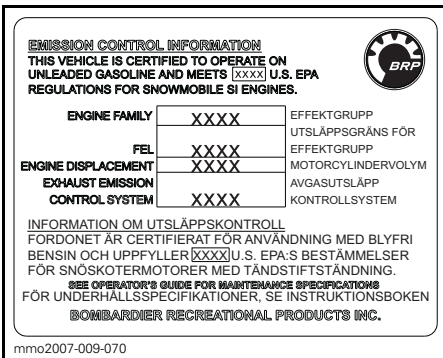 EMISSION CONTROL INFORMATION
THIS VEHICLE IS CERTIFIED TO OPERATE ON
UNLEADED GASOLINE AND MEETS XXXX U.S. EPA
REGULATIONS FOR SNOWMOBILE SI ENGINES.
BRP
ENGINE FAMILY XXXX EFFEKTGRUPP
UTSLÄPPSGRÄNS FÖR
FEL XXXX EFFEKTGRUPP
ENGINE DISPLACEMENT XXXX MOTORCYLINDERVOLYM
EXHAUST EMISSION AVGASUTSLÄPP
CONTROL SYSTEM XXXX KONTROLLSYSTEM
INFORMATION OM UTSLÄPPSKONTROLL
FORDONET ÄR CERTIFIERAT FÖR ANVÄNDNING MED BLYFRI
BENSIN OCH UPPFYLLER XXXX U.S. EPA:S BESTÄMMELSER
FÖR SNÖSKOTERMOTORER MED TÄNDSTIFTSTÄNDNING.
SEE OPERATOR'S GUIDE FOR MAINTENANCE SPECIFICATIONS
FÖR UNDERHÅLLSSPECIFIKATIONER, SE INSTRUKTIONSBOKEN
BOMBARDIER RECREATIONAL PRODUCTS INC.
mmo2007-009-070